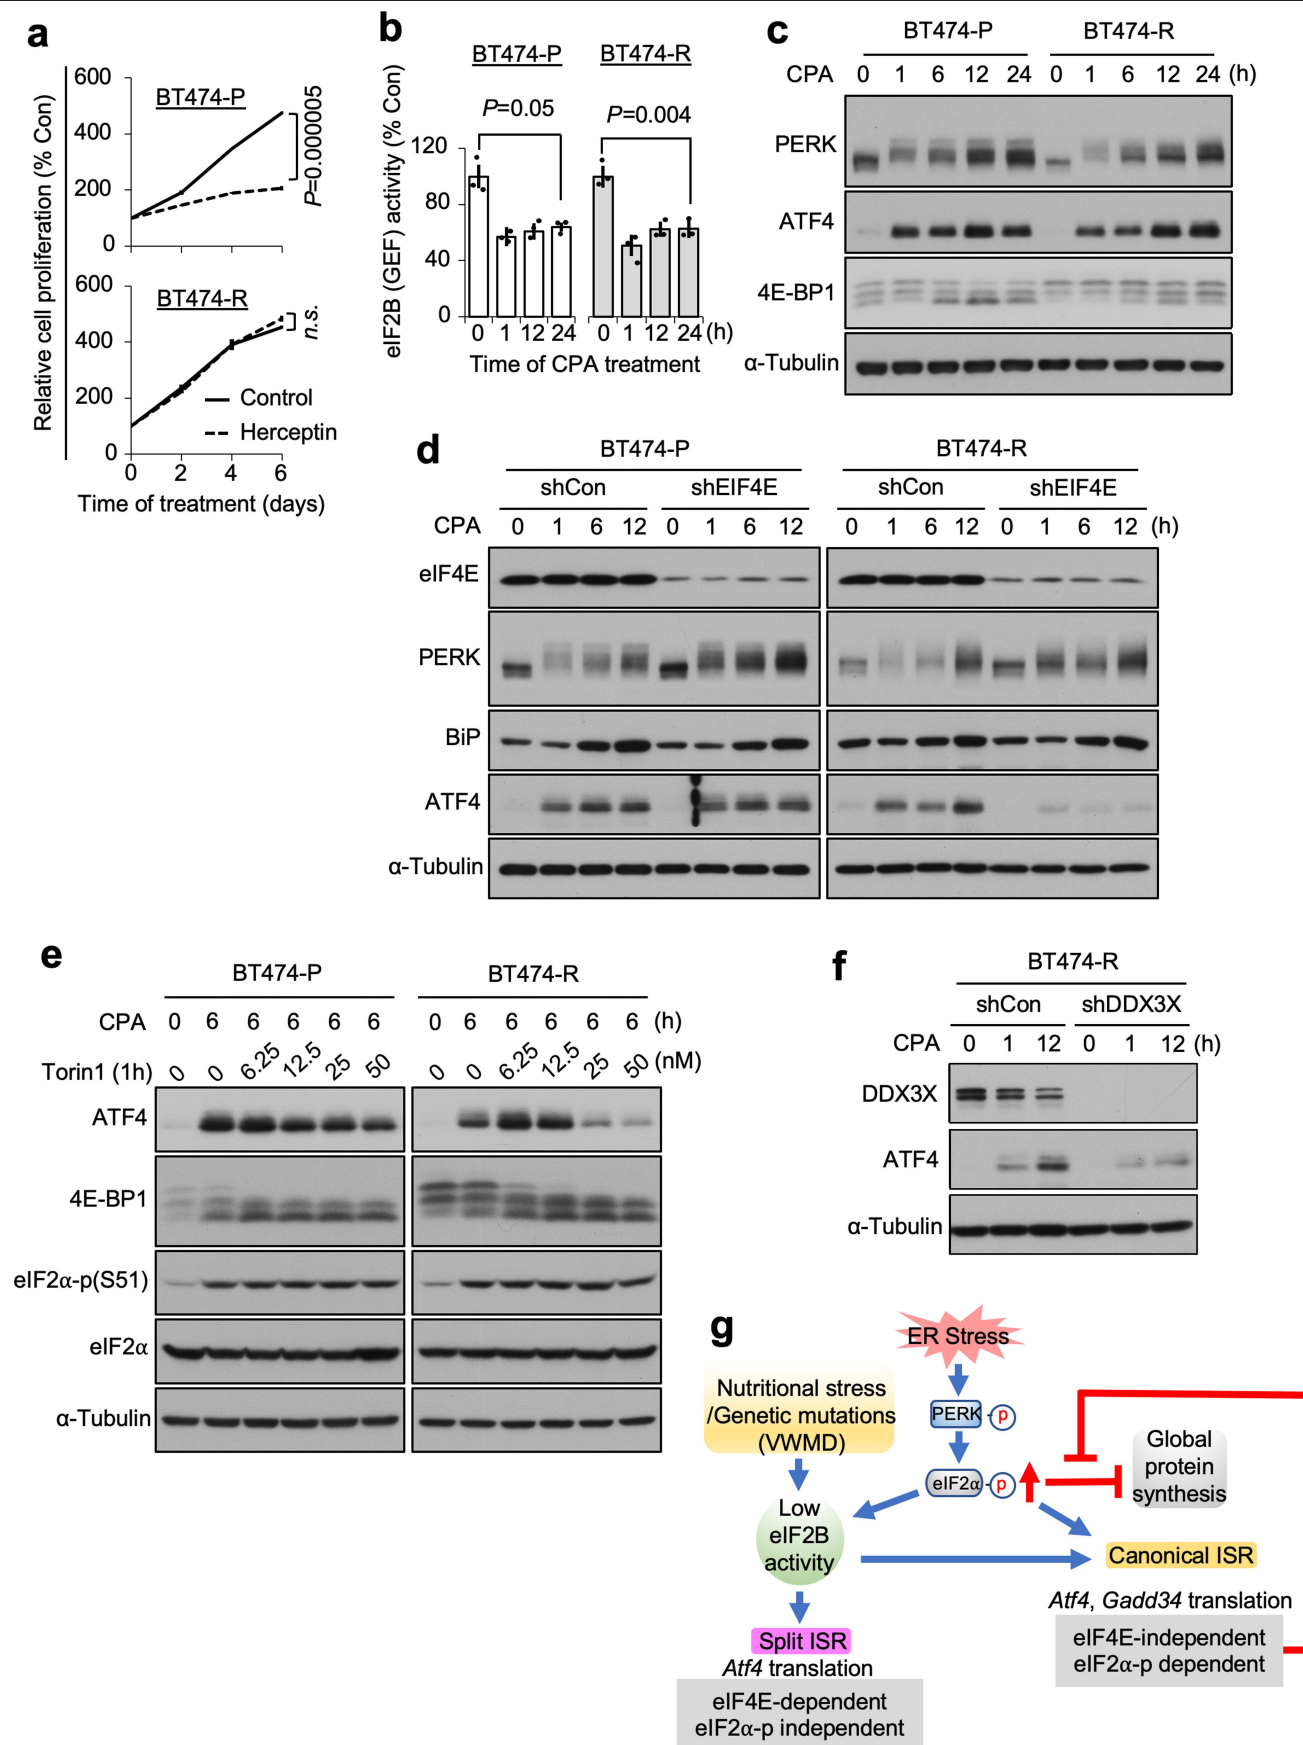 a
Relative cell proliferation (% Con)
600
400
200
0
BT474-P
P=0.000005
600
400
200
0
BT474-R
n.s.
Control
Herceptin
0 2 4 6
Time of treatment (days)
b
BT474-P BT474-R
eIF2B (GEF) activity (% Con)
P=0.05
P=0.004
120
80
40
0
0 1 12 24 0 1 12 24 (h)
Time of CPA treatment
c
BT474-P BT474-R
CPA 0 1 6 12 24 0 1 6 12 24 (h)
PERK
ATF4
4E-BP1
α-Tubulin
d
BT474-P BT474-R
shCon shEIF4E shCon shEIF4E
CPA 0 1 6 12 0 1 6 12 0 1 6 12 0 1 6 12 (h)
eIF4E
PERK
BiP
ATF4
α-Tubulin
e
BT474-P BT474-R
CPA 0 6 6 6 6 6 0 6 6 6 6 6 (h)
Torin1 (1h) 0 0 6.25 12.5 25 50 0 0 6.25 12.5 25 50 (nM)
ATF4
4E-BP1
eIF2α-p(S51)
eIF2α
α-Tubulin
f
BT474-R
shCon shDDX3X
CPA 0 1 12 0 1 12 (h)
DDX3X
ATF4
α-Tubulin
g
ER Stress
Nutritional stress
/Genetic mutations
(VWMD)
PERK p
eIF2α p
Global
protein
synthesis
Low
eIF2B
activity
Canonical ISR
Atf4, Gadd34 translation
eIF4E-independent
eIF2α-p dependent
Split ISR
Atf4 translation
eIF4E-dependent
eIF2α-p independent